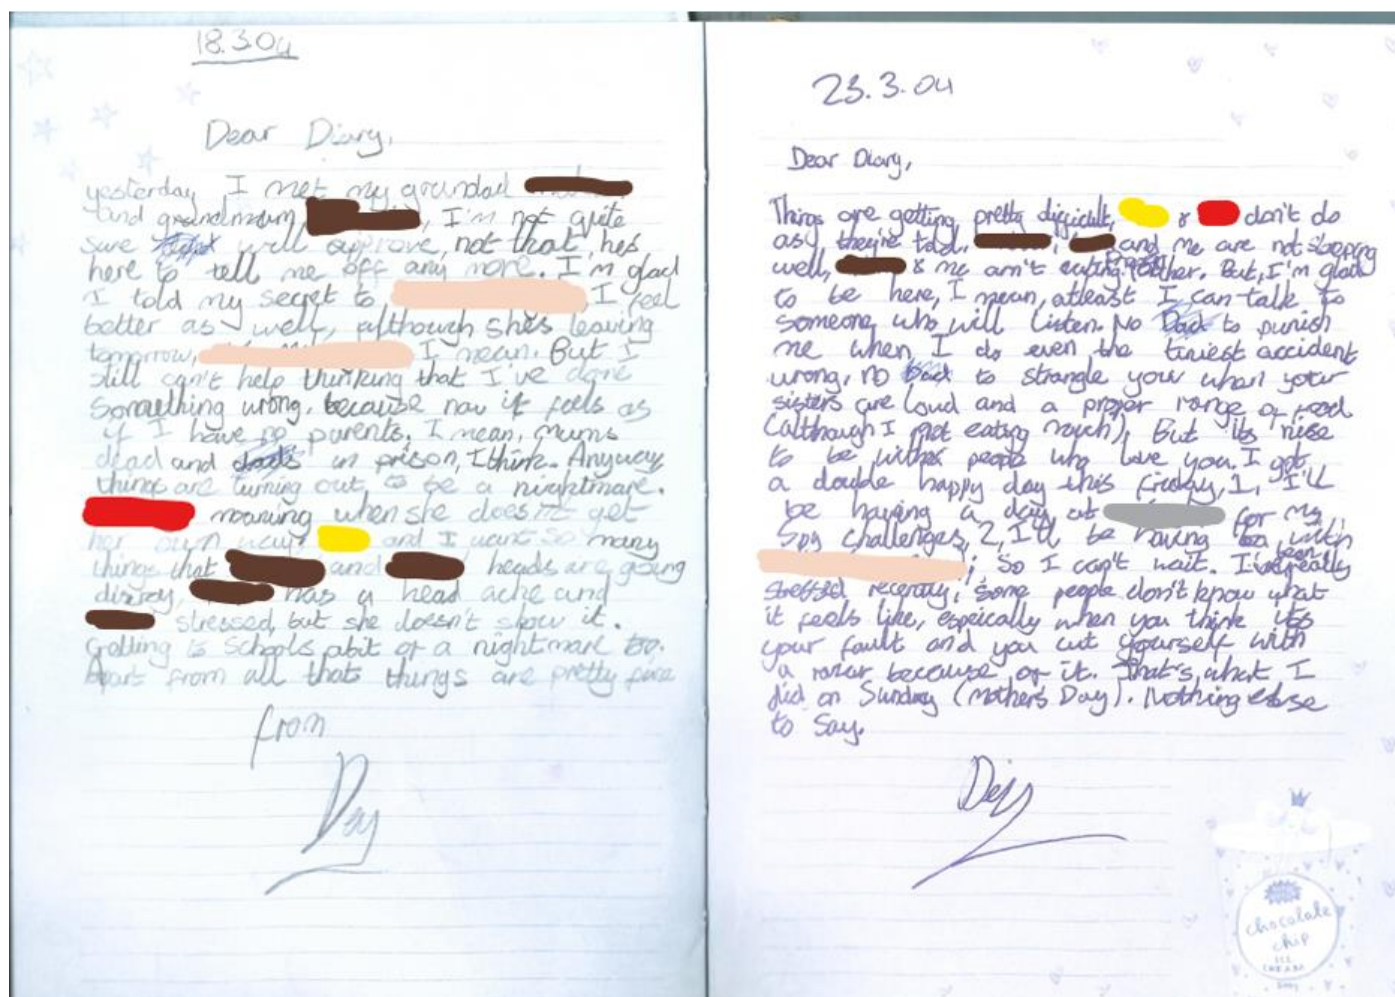 18.3.04
Dear Diary,
yesterday I met my grandad
and grandmum , I'm not quite
sure will approve, not that he's
here to tell me off any more. I'm glad
I told my secret to I feel
better as well, although shes leaving
tomorrow, I mean. But I
still can't help thinking that I've done
something wrong, because now it feels as
if I have no parents. I mean, mums
dead and dads in prison, I think. Anyway
things are turning out to be a nightmare.
moaning when she doesn't get
her own way, and I want so many
things that and heads are going
has a head ache and
stressed, but she doesn't show it.
Getting to schools abit of a nightmare too.
Apart from all that things are pretty fine
from
23.3.04
Dear Diary,
Things are getting pretty difficult, & don't do
as they're told. , and me are not sleeping
well, & me ain't eating either. But, I'm glad
to be here, I mean, atleast I can talk to
someone who will listen. No Dad to punish
me when I do even the tiniest accident
wrong, no Dad to strangle you when your
sisters are loud and a proper range of food
(although I not eating much). But its nice
to be with people who love you. I got
a double happy day this friday, 1, I'll
be having a day at for my
Spy challenges, 2, I'll be having with
; So I can't wait. I've been really
stressed recently, some people don't know what
it feels like, especially when you think its
your fault and you cut yourself with
a razor because of it. That's what I
did on Sunday (mothers Day). Nothing else
to say.
chocolate
chip
ICE
CREAM